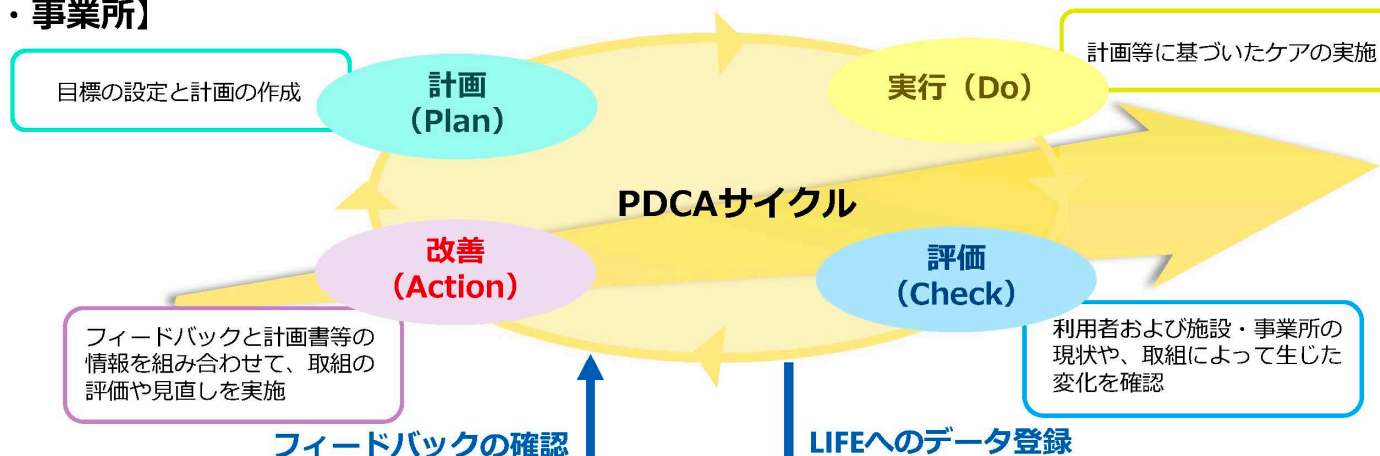 ・事業所】
目標の設定と計画の作成
計画
（Plan）
実行（Do）
計画等に基づいたケアの実施
PDCAサイクル
改善
（Action）
評価
（Check）
フィードバックと計画書等の
情報を組み合わせて、取組の
評価や見直しを実施
利用者および施設・事業所の
現状や、取組によって生じた
変化を確認
フィードバックの確認
LIFEへのデータ登録